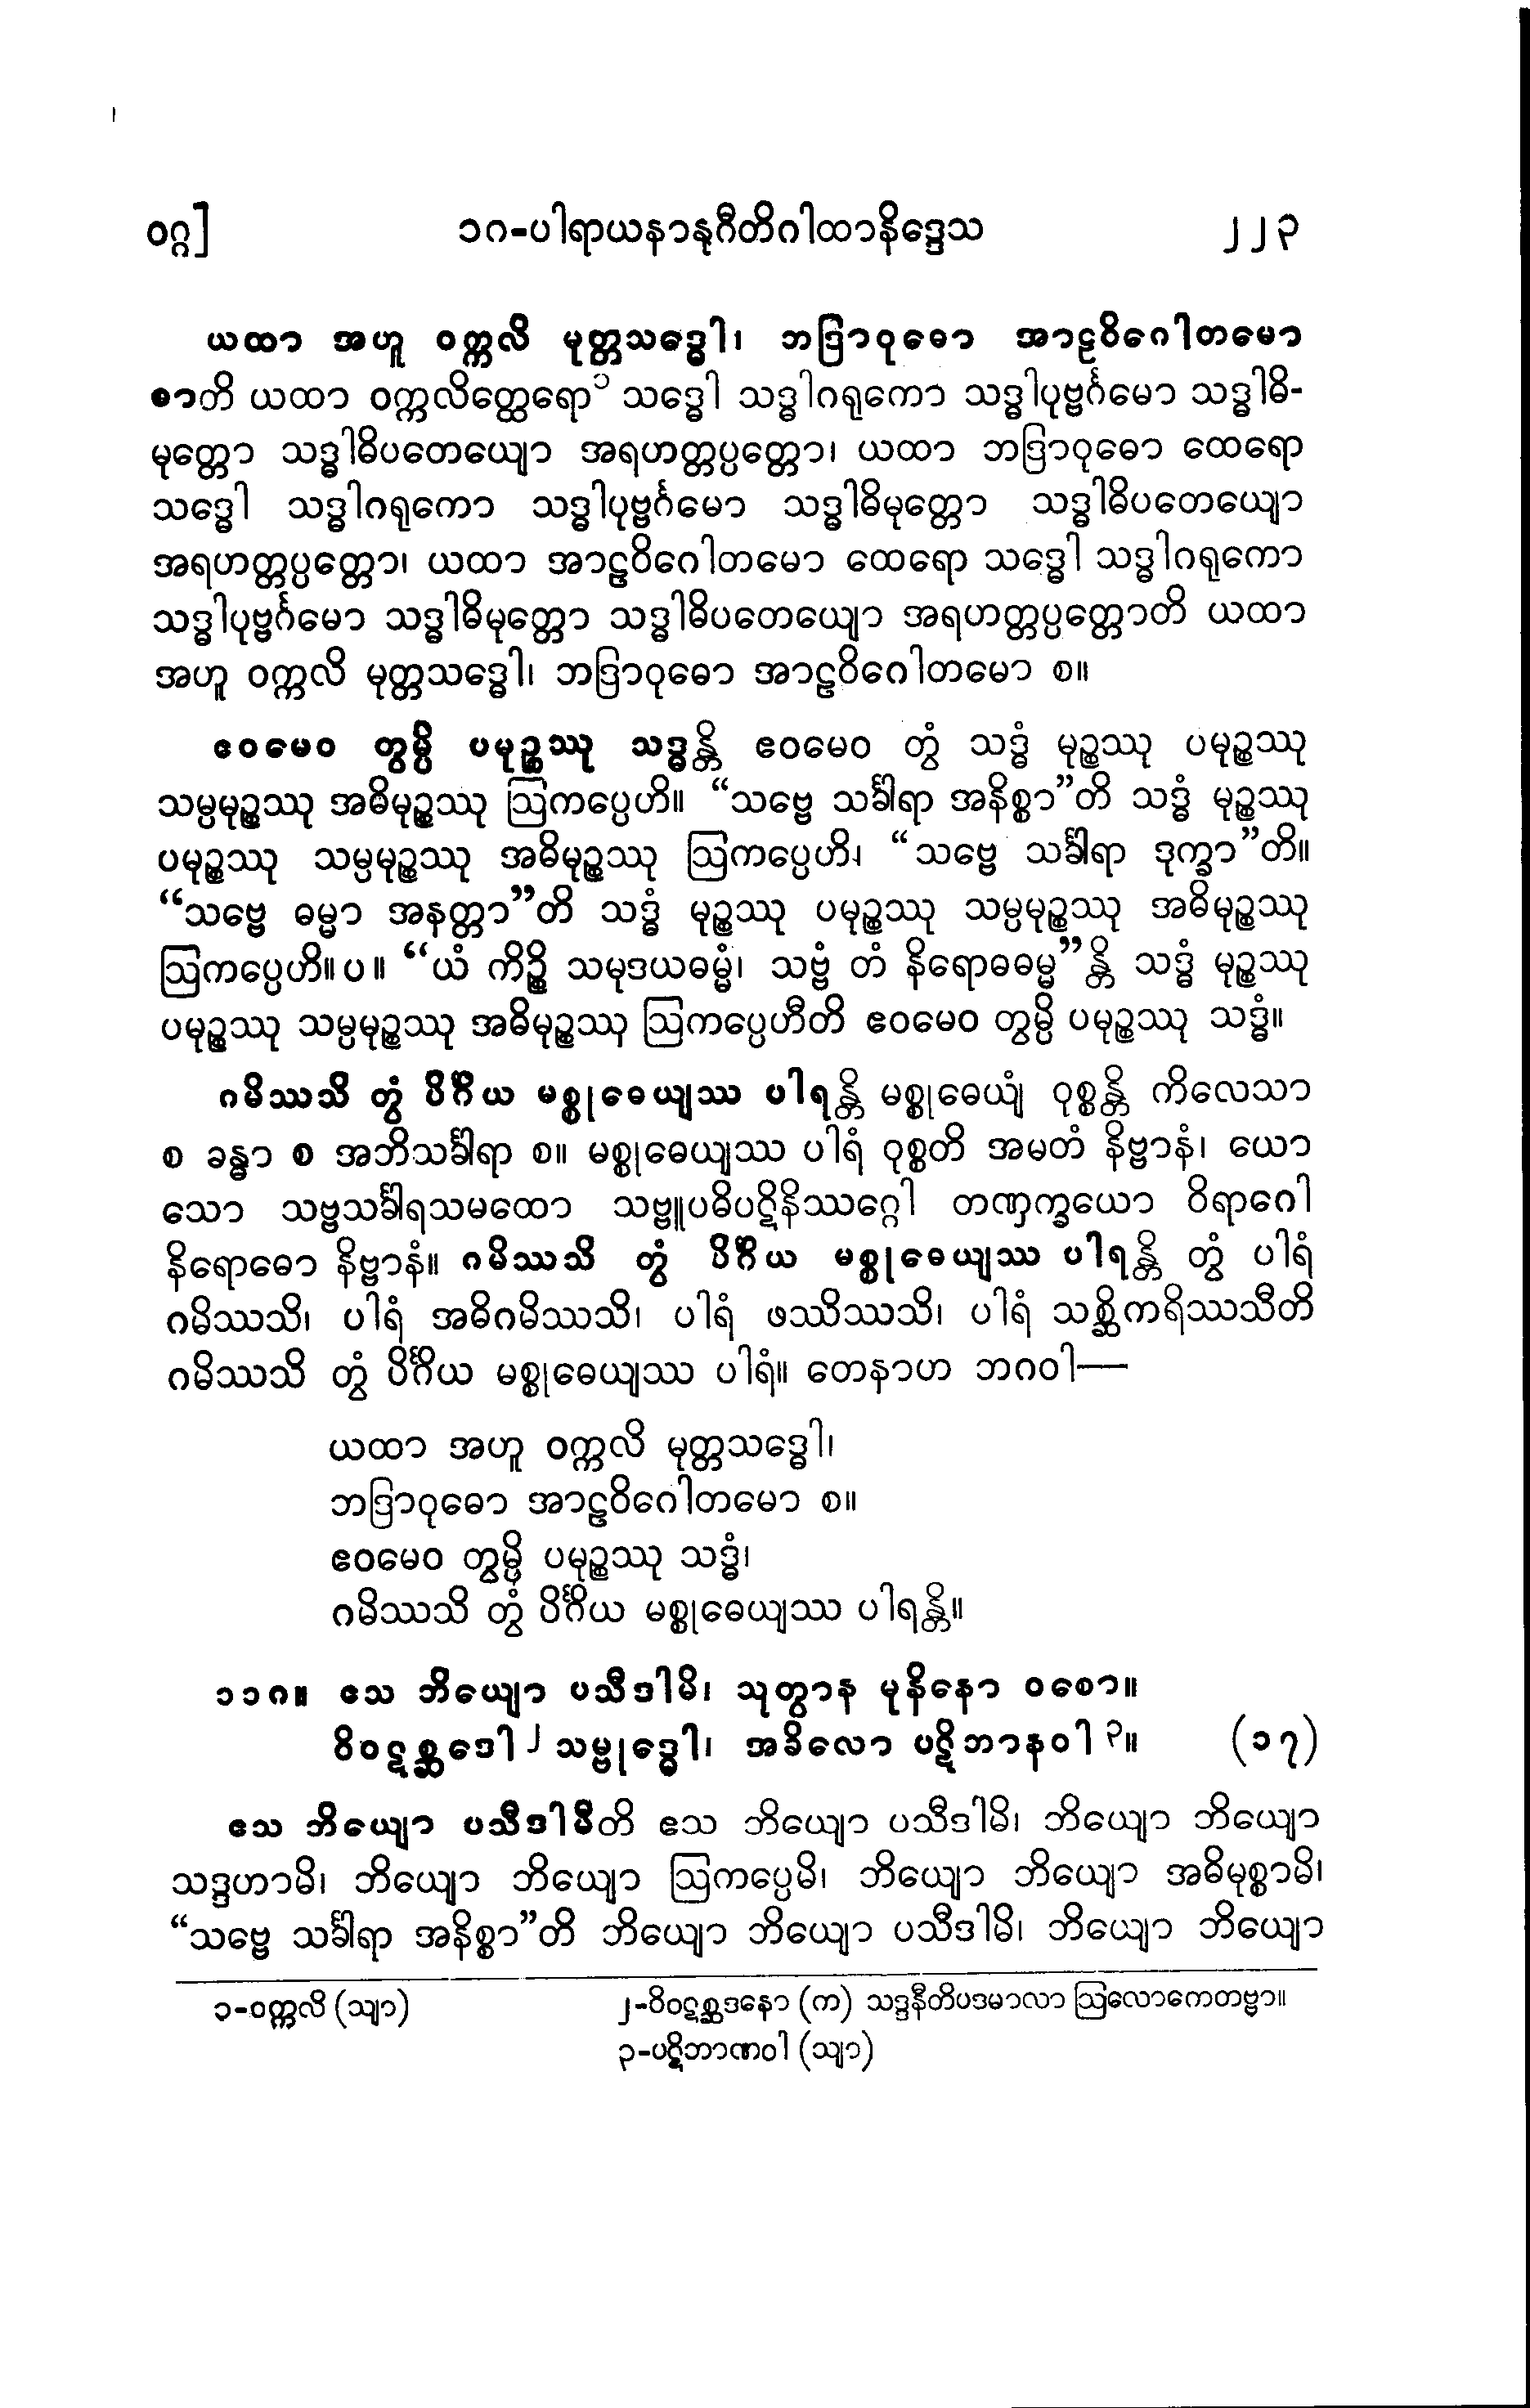 ဝဂ္ဂ] ၁ဂ-ပါရာယနာနုဂီတိဂါထာနိဒ္ဒေသ ၂၂၃
ယထာ အဟူ ဝက္ကလိ မုတ္တသဒ္ဓေါ၊ ဘဒြာဝုဓော အာဠဝိဂေါတမော
စာတိ ယထာ ဝက္ကလိတ္ထေရော၁ သဒ္ဓေါ သဒ္ဓါဂရုကော သဒ္ဓါပုဗ္ဗင်္ဂမော သဒ္ဓါဓိ-
မုတ္တော သဒ္ဓါဓိပတေယျော အရဟတ္တပ္ပတ္တော၊ ယထာ ဘဒြာဝုဓော ထေရော
သဒ္ဓေါ သဒ္ဓါဂရုကော သဒ္ဓါပုဗ္ဗင်္ဂမော သဒ္ဓါဓိမုတ္တော သဒ္ဓါဓိပတေယျော
အရဟတ္တပ္ပတ္တော၊ ယထာ အာဠဝိဂေါတမော ထေရော သဒ္ဓေါ သဒ္ဓါဂရုကော
သဒ္ဓါပုဗ္ဗင်္ဂမော သဒ္ဓါဓိမုတ္တော သဒ္ဓါဓိပတေယျော အရဟတ္တပ္ပတ္တောတိ ယထာ
အဟူ ဝက္ကလိ မုတ္တသဒ္ဓေါ၊ ဘဒြာဝုဓော အာဠဝိဂေါတမော စ။
ဧဝမေဝ တွမ္ပိ ပမုဉ္စဿု သဒ္ဓန္တိ ဧဝမေဝ တွံ သဒ္ဓံ မုဉ္စဿု ပမုဉ္စဿု
သမ္ပမုဉ္စဿု အဓိမုဉ္စဿု ဩကပ္ပေဟိ။ “သဗ္ဗေ သင်္ခါရာ အနိစ္စာ”တိ သဒ္ဓံ မုဉ္စဿု
ပမုဉ္စဿု သမ္ပမုဉ္စဿု အဓိမုဉ္စဿု ဩကပ္ပေဟိ၊ “သဗ္ဗေ သင်္ခါရာ ဒုက္ခာ”တိ။
“သဗ္ဗေ ဓမ္မာ အနတ္တာ”တိ သဒ္ဓံ မုဉ္စဿု ပမုဉ္စဿု သမ္ပမုဉ္စဿု အဓိမုဉ္စဿု
ဩကပ္ပေဟိ။ပ။ “ယံ ကိဉ္စိ သမုဒယဓမ္မံ၊ သဗ္ဗံ တံ နိရောဓဓမ္မ”န္တိ သဒ္ဓံ မုဉ္စဿု
ပမုဉ္စဿု သမ္ပမုဉ္စဿု အဓိမုဉ္စဿု ဩကပ္ပေဟီတိ ဧဝမေဝ တွမ္ပိ ပမုဉ္စဿု သဒ္ဓံ။
ဂမိဿသိ တွံ ပိင်္ဂိယ မစ္စုဓေယျဿ ပါရန္တိ မစ္စုဓေယျံ ဝုစ္စန္တိ ကိလေသာ
စ ခန္ဓာ စ အဘိသင်္ခါရာ စ။ မစ္စုဓေယျဿ ပါရံ ဝုစ္စတိ အမတံ နိဗ္ဗာနံ၊ ယော
သော သဗ္ဗသင်္ခါရသမထော သဗ္ဗူပဓိပဋိနိဿဂ္ဂေါ တဏှက္ခယော ဝိရာဂေါ
နိရောဓော နိဗ္ဗာနံ။ ဂမိဿသိ တွံ ပိင်္ဂိယ မစ္စုဓေယျဿ ပါရန္တိ တွံ ပါရံ
ဂမိဿသိ၊ ပါရံ အဓိဂမိဿသိ၊ ပါရံ ဖဿိဿသိ၊ ပါရံ သစ္ဆိကရိဿသီတိ
ဂမိဿသိ တွံ ပိင်္ဂိယ မစ္စုဓေယျဿ ပါရံ။ တေနာဟ ဘဂဝါ—
ယထာ အဟူ ဝက္ကလိ မုတ္တသဒ္ဓေါ၊
ဘဒြာဝုဓော အာဠဝိဂေါတမော စ။
ဧဝမေဝ တွမ္ပိ ပမုဉ္စဿု သဒ္ဓံ၊
ဂမိဿသိ တွံ ပိင်္ဂိယ မစ္စုဓေယျဿ ပါရန္တိ။
၁၁ဂ။ ဧသ ဘိယျော ပသီဒါမိ၊ သုတွာန မုနိနော ဝစော။
ဝိဝဋစ္ဆဒေါ၂ သမ္ဗုဒ္ဓေါ၊ အခိလော ပဋိဘာနဝါ၃။ (၁၇)
ဧသ ဘိယျော ပသီဒါမီတိ ဧသ ဘိယျော ပသီဒါမိ၊ ဘိယျော ဘိယျော
သဒ္ဒဟာမိ၊ ဘိယျော ဘိယျော ဩကပ္ပေမိ၊ ဘိယျော ဘိယျော အဓိမုစ္စာမိ၊
“သဗ္ဗေ သင်္ခါရာ အနိစ္စာ”တိ ဘိယျော ဘိယျော ပသီဒါမိ၊ ဘိယျော ဘိယျော
၁-ဝက္ကလိ (သျာ) ၂-ဝိဝဋစ္ဆဒနော (က) သဒ္ဒနီတိပဒမာလာ ဩလောကေတဗ္ဗာ။
၃-ပဋိဘာဏဝါ (သျာ)